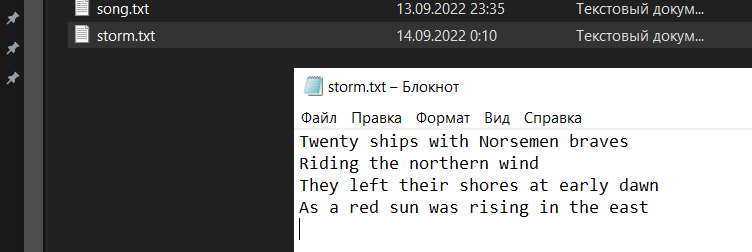 song.txt 13.09.2022 23:35 Текстовый докум...
storm.txt 14.09.2022 0:10 Текстовый докум...
storm.txt – Блокнот
Файл Правка Формат Вид Справка
Twenty ships with Norsemen braves
Riding the northern wind
They left their shores at early dawn
As a red sun was rising in the east